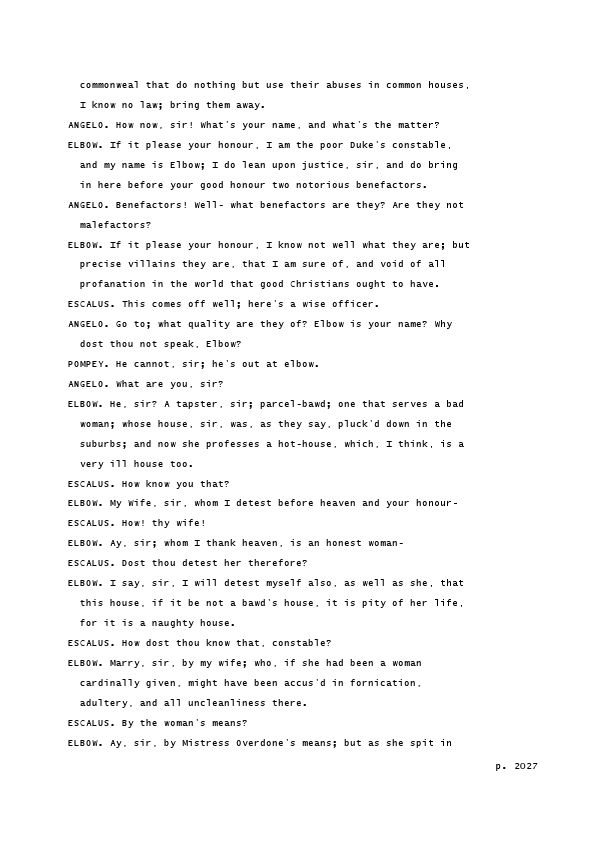 commonweal that do nothing but use their abuses in common houses,
I know no law; bring them away.
ANGELO. How now, sir! What's your name, and what's the matter?
ELBOW. If it please your honour, I am the poor Duke's constable,
and my name is Elbow; I do lean upon justice, sir, and do bring
in here before your good honour two notorious benefactors.
ANGELO. Benefactors! Well- what benefactors are they? Are they not
malefactors?
ELBOW. If it please your honour, I know not well what they are; but
precise villains they are, that I am sure of, and void of all
profanation in the world that good Christians ought to have.
ESCALUS. This comes off well; here's a wise officer.
ANGELO. Go to; what quality are they of? Elbow is your name? Why
dost thou not speak, Elbow?
POMPEY. He cannot, sir; he's out at elbow.
ANGELO. What are you, sir?
ELBOW. He, sir? A tapster, sir; parcel-bawd; one that serves a bad
woman; whose house, sir, was, as they say, pluck'd down in the
suburbs; and now she professes a hot-house, which, I think, is a
very ill house too.
ESCALUS. How know you that?
ELBOW. My Wife, sir, whom I detest before heaven and your honour-
ESCALUS. How! thy wife!
ELBOW. Ay, sir; whom I thank heaven, is an honest woman-
ESCALUS. Dost thou detest her therefore?
ELBOW. I say, sir, I will detest myself also, as well as she, that
this house, if it be not a bawd's house, it is pity of her life,
for it is a naughty house.
ESCALUS. How dost thou know that, constable?
ELBOW. Marry, sir, by my wife; who, if she had been a woman
cardinally given, might have been accus'd in fornication,
adultery, and all uncleanliness there.
ESCALUS. By the woman's means?
ELBOW. Ay, sir, by Mistress Overdone's means; but as she spit in
p. 2027